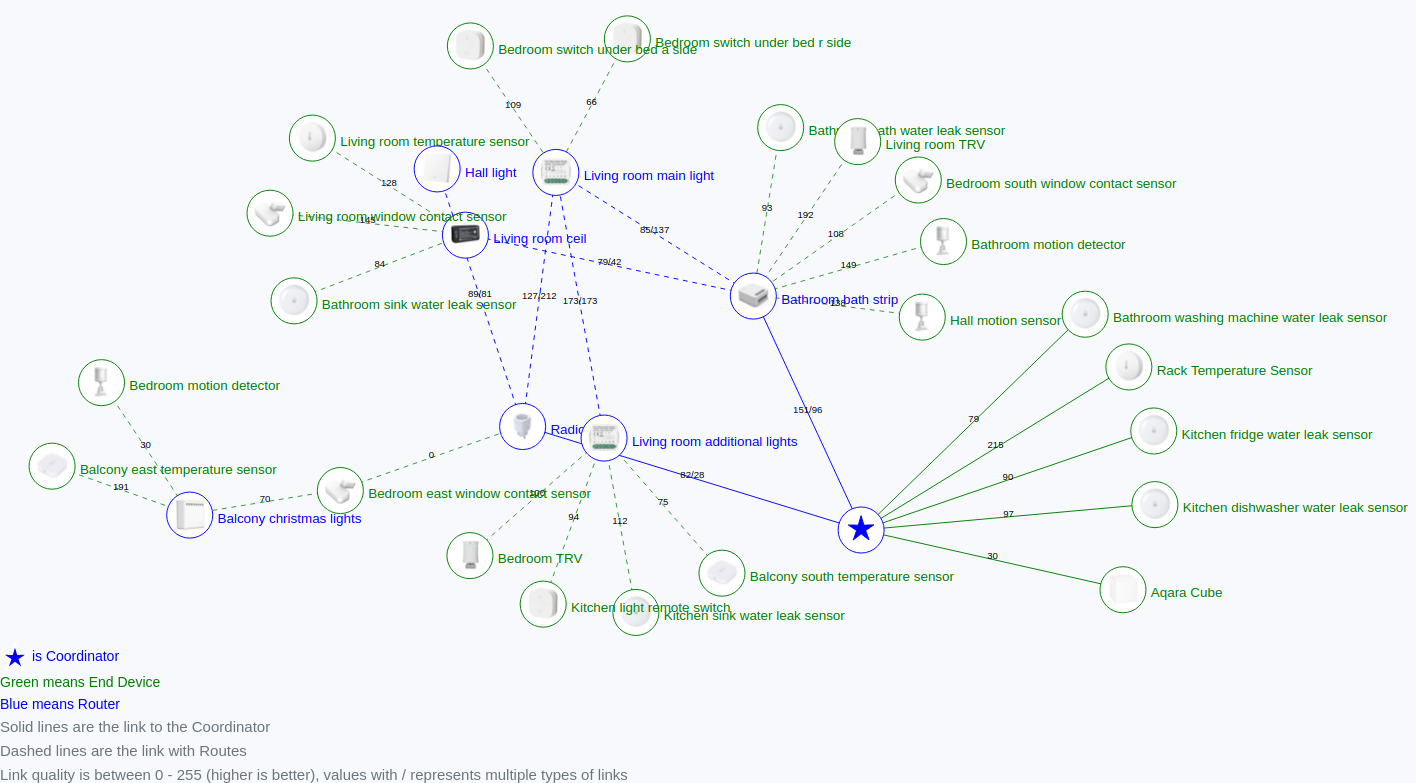 Bedroom switch under bed a side
Bedroom switch under bed r side
109
66
Living room temperature sensor
Hall light
Living room main light
128
Living room window contact sensor
145
Living room ceil
84
Bathroom sink water leak sensor
85/137
79/42
89/81
127/212
173/173
ath water leak sensor
Living room TRV
Bedroom south window contact sensor
93
192
108
149
Bathroom motion detector
Bathroom bath strip
Hall motion sensor
Bathroom washing machine water leak sensor
Rack Temperature Sensor
Kitchen fridge water leak sensor
Kitchen dishwater water leak sensor
Aqara Cube
79
215
90
97
30
151/96
82/28
Bedroom motion detector
30
Balcony east temperature sensor
191
Balcony christmas lights
70
0
Bedroom east window contact sensor
Living room additional lights
94
112
75
Bedroom TRV
Kitchen light remote switch
Kitchen sink water leak sensor
Balcony south temperature sensor
is Coordinator
Green means End Device
Blue means Router
Solid lines are the link to the Coordinator
Dashed lines are the link with Routes
Link quality is between 0 - 255 (higher is better), values with / represents multiple types of links